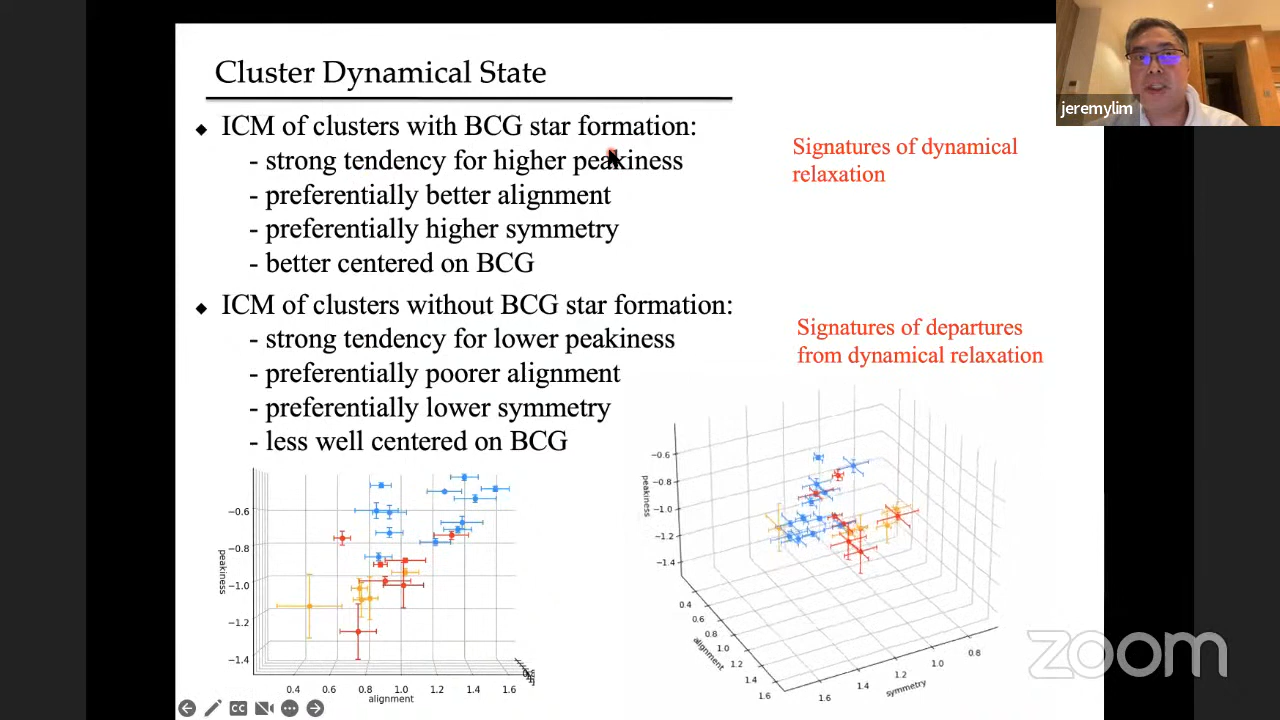 Cluster Dynamical State
◆ ICM of clusters with BCG star formation:
- strong tendency for higher peakiness
- preferentially better alignment
- preferentially higher symmetry
- better centered on BCG
Signatures of dynamical
relaxation
◆ ICM of clusters without BCG star formation:
- strong tendency for lower peakiness
- preferentially poorer alignment
- preferentially lower symmetry
- less well centered on BCG
Signatures of departures
from dynamical relaxation
−0.6
−0.8
−1.0
−1.2
−1.4
peakiness
0.4 0.6 0.8 1.0 1.2 1.4 1.6
alignment
−0.6
−0.8
−1.0
−1.2
−1.4
peakiness
0.4
0.6
0.8
1.0
1.2
1.4
1.6
alignment
1.6 1.4 1.2 1.0 0.8
symmetry
jeremylim
CC
zoom